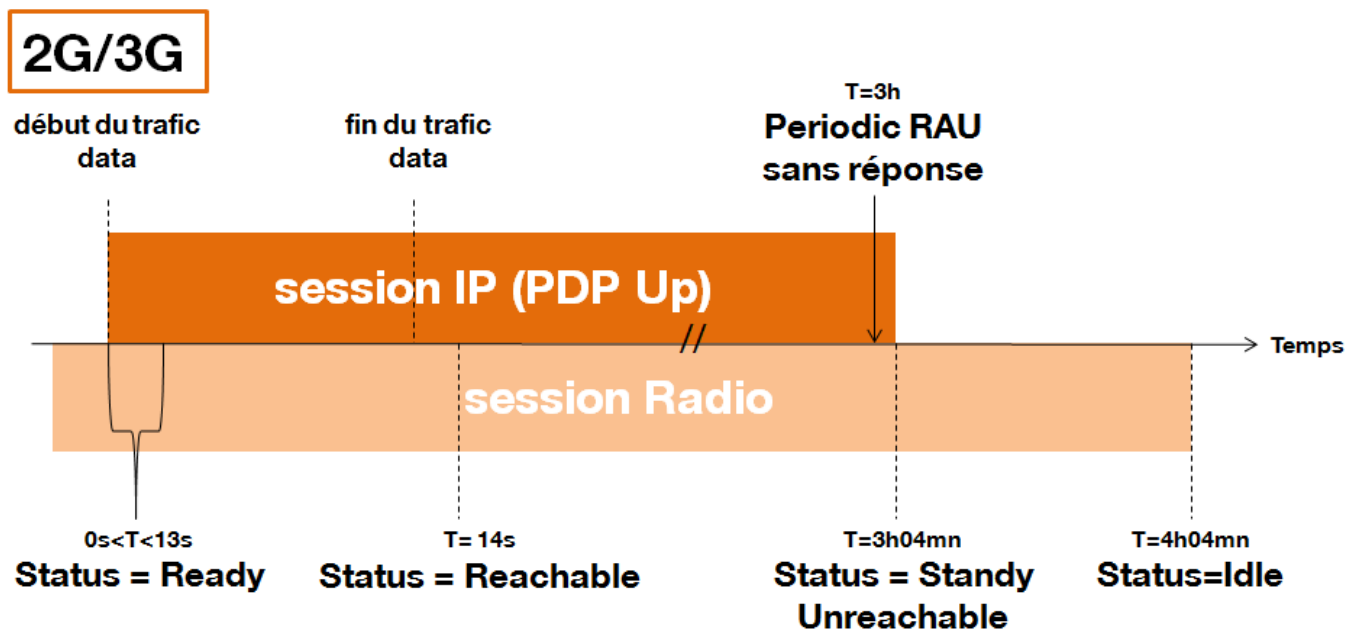 2G/3G
début du trafic
data
fin du trafic
data
T=3h
Periodic RAU
sans réponse
session IP (PDP Up)
//
Temps
session Radio
0s<T<13s
Status = Ready
T= 14s
Status = Reachable
T=3h04mn
Status = Standy
Unreachable
T=4h04mn
Status=Idle